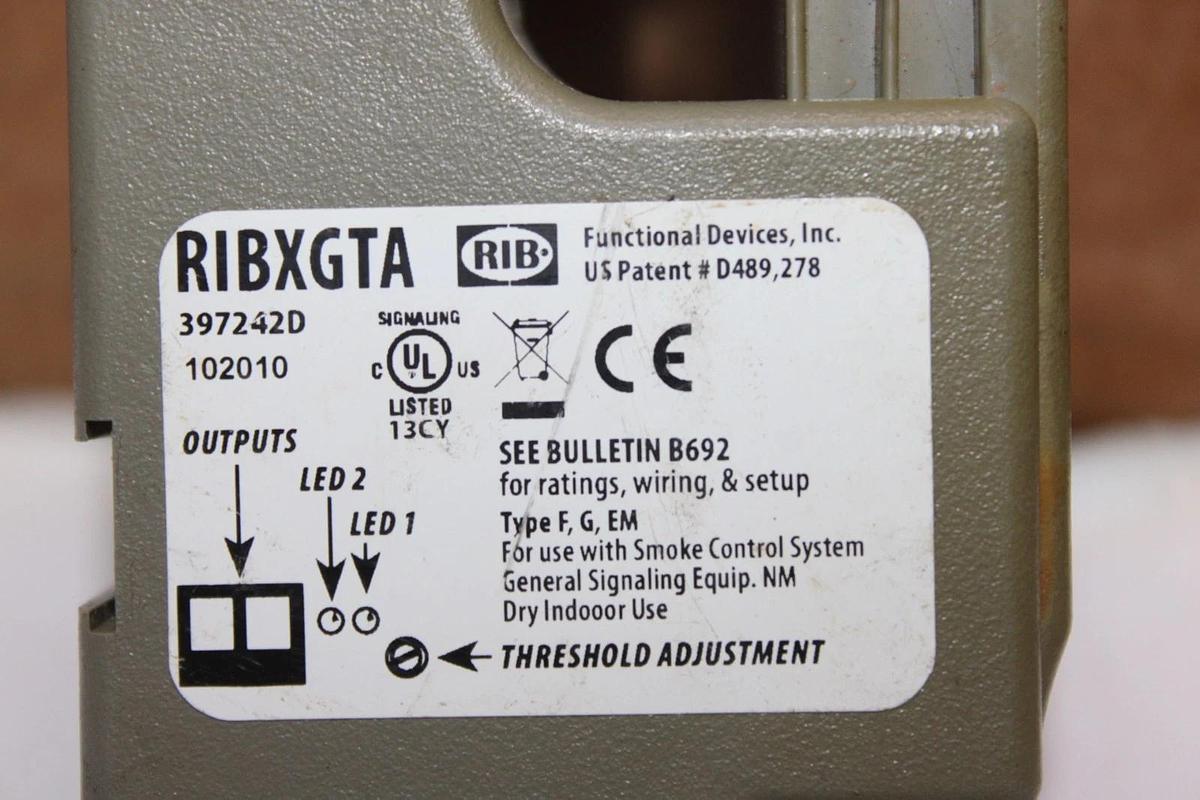 RIBXGTA
RIB
Functional Devices, Inc.
US Patent # D489,278
397242D
102010
SIGNALING
C UL US
LISTED
13CY
CE
OUTPUTS
LED 2
LED 1
SEE BULLETIN B692
for ratings, wiring, & setup
Type F, G, EM
For use with Smoke Control System
General Signaling Equip. NM
Dry Indooor Use
THRESHOLD ADJUSTMENT